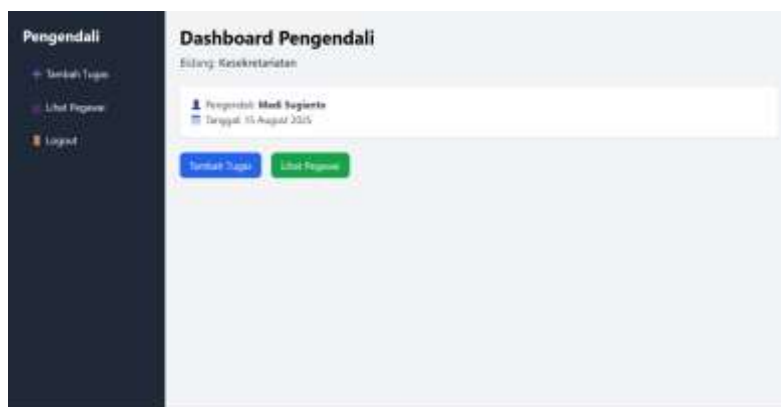 Pengendali
Tambah Tugas
Lihat Pegawai
Logout
Dashboard Pengendali
Bidang: Kesekretariatan
Pengendali: Madi Sugianto
Tanggal: 15 August 2025
Tambah Tugas
Lihat Pegawai